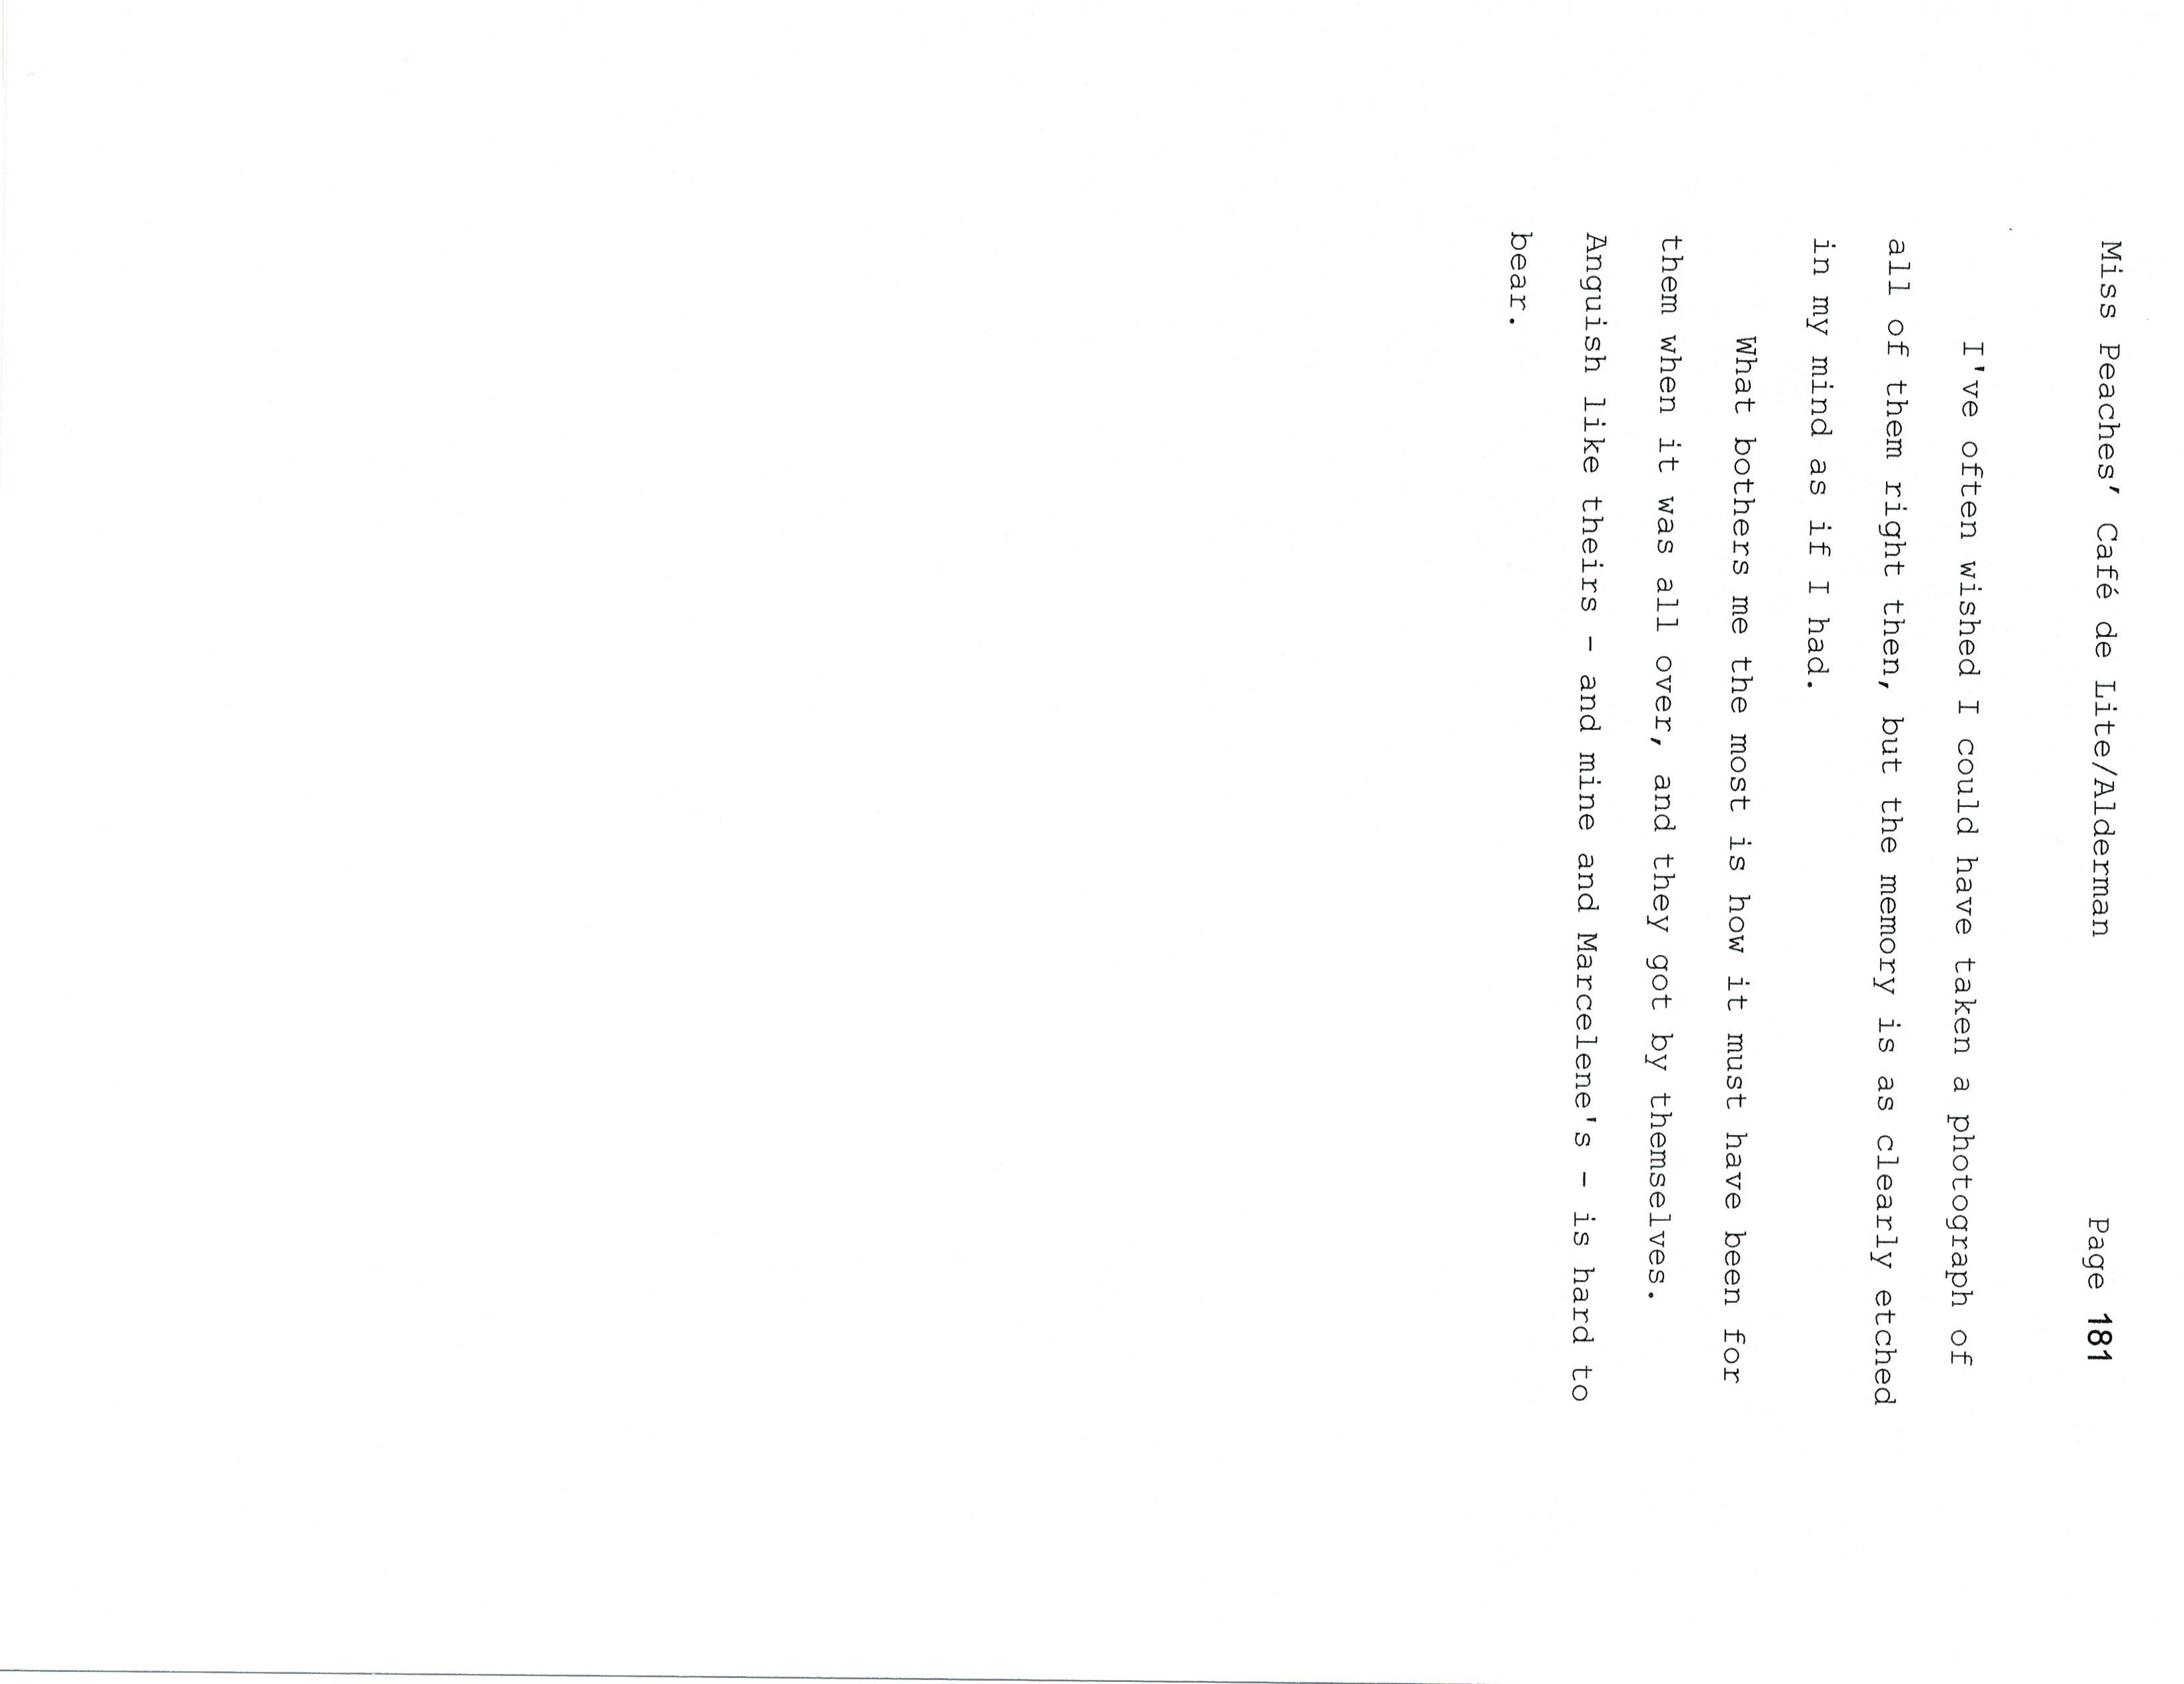 Miss Peaches’ Café de Lite/Alderman Page 181
I've often wished I could have taken a photograph of
all of them right then, but the memory is as clearly etched
in my mind as if I had.
What bothers me the most is how it must have been for
them when it was all over, and they got by themselves.
Anguish like theirs - and mine and Marcelene's - is hard to
bear.